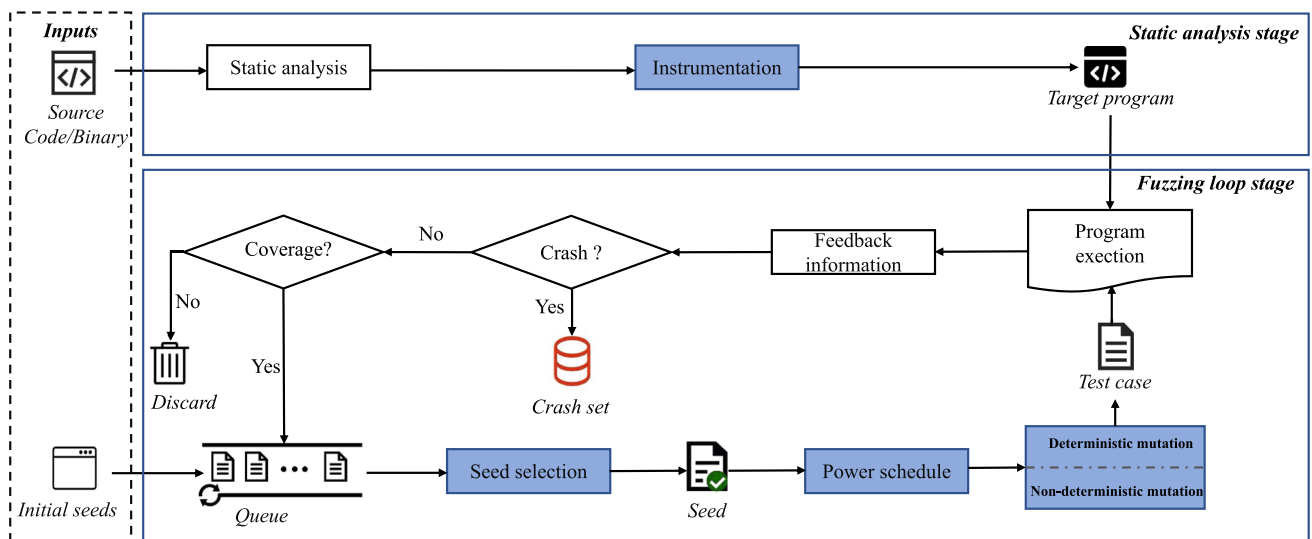 Inputs
Static analysis stage
Static analysis
Instrumentation
Source
Code/Binary
Target program
Fuzzing loop stage
Coverage?
No
Crash ?
Feedback
information
Program
exection
No
Yes
Yes
Discard
Crash set
Test case
Deterministic mutation
Seed selection
Power schedule
Non-deterministic mutation
Initial seeds
Queue
Seed